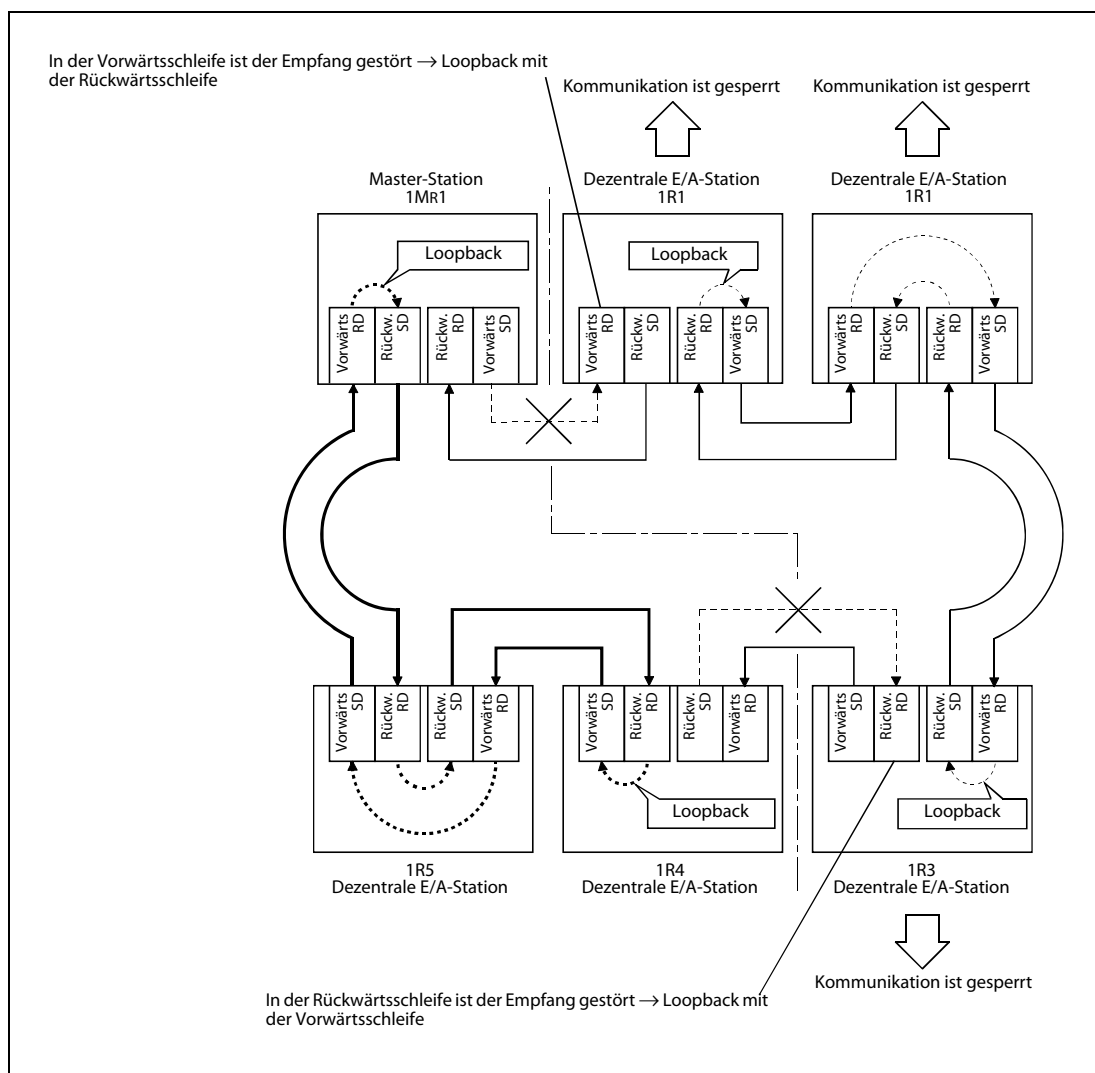 In der Vorwärtsschleife ist der Empfang gestört → Loopback mit
der Rückwärtsschleife
Kommunikation ist gesperrt
Kommunikation ist gesperrt
Master-Station
1MR1
Dezentrale E/A-Station
1R1
Dezentrale E/A-Station
1R1
Loopback
Loopback
Vorwärts
RD
Rückw.
SD
Rückw.
RD
Vorwärts
SD
Vorwärts
RD
Rückw.
SD
Rückw.
RD
Vorwärts
SD
Vorwärts
RD
Rückw.
SD
Rückw.
RD
Vorwärts
SD
Vorwärts
SD
Rückw.
RD
Rückw.
SD
Vorwärts
RD
Vorwärts
SD
Rückw.
RD
Rückw.
SD
Vorwärts
RD
Vorwärts
SD
Rückw.
RD
Rückw.
SD
Vorwärts
RD
Loopback
Loopback
1R5
Dezentrale E/A-Station
1R4
Dezentrale E/A-Station
1R3
Dezentrale E/A-Station
Kommunikation ist gesperrt
In der Rückwärtsschleife ist der Empfang gestört → Loopback mit
der Vorwärtsschleife